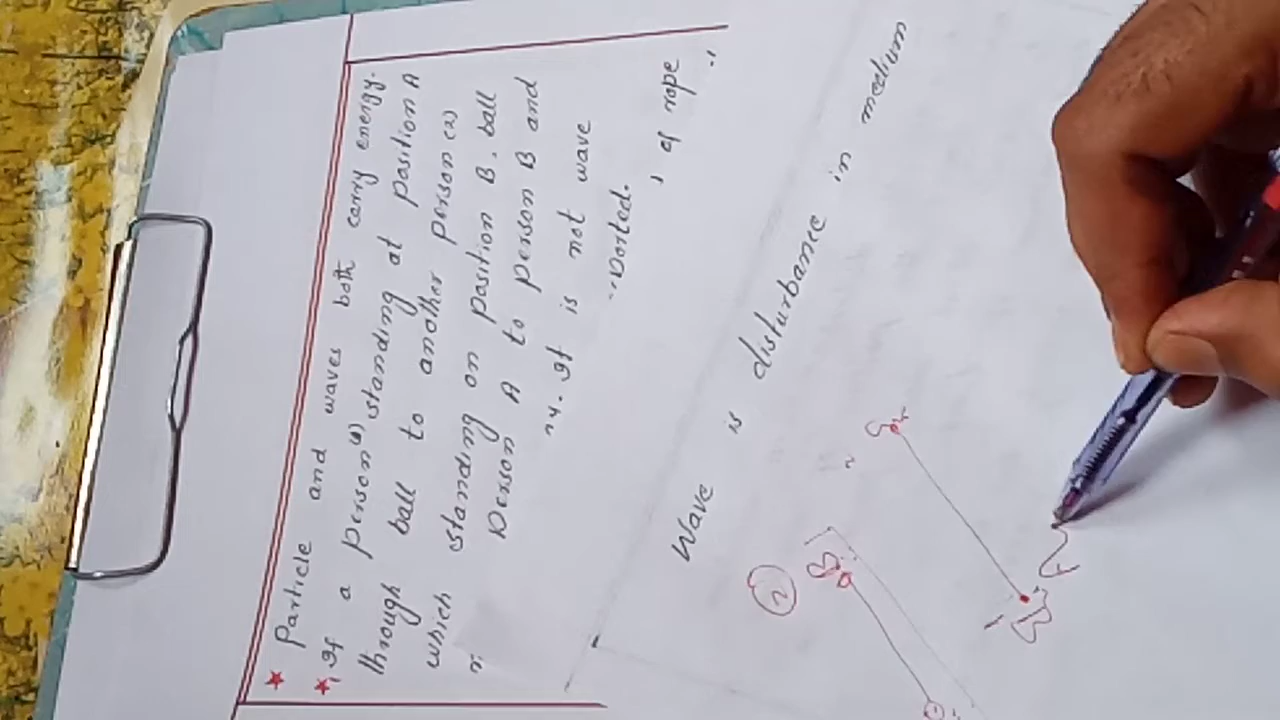 ★ Particle and waves both carry energy.
★, If a person(1) standing at position A
through ball to another person(2)
which standing on position B, ball
Person A to person B and
It is not wave
, of rope
Wave is disturbance in medium
2